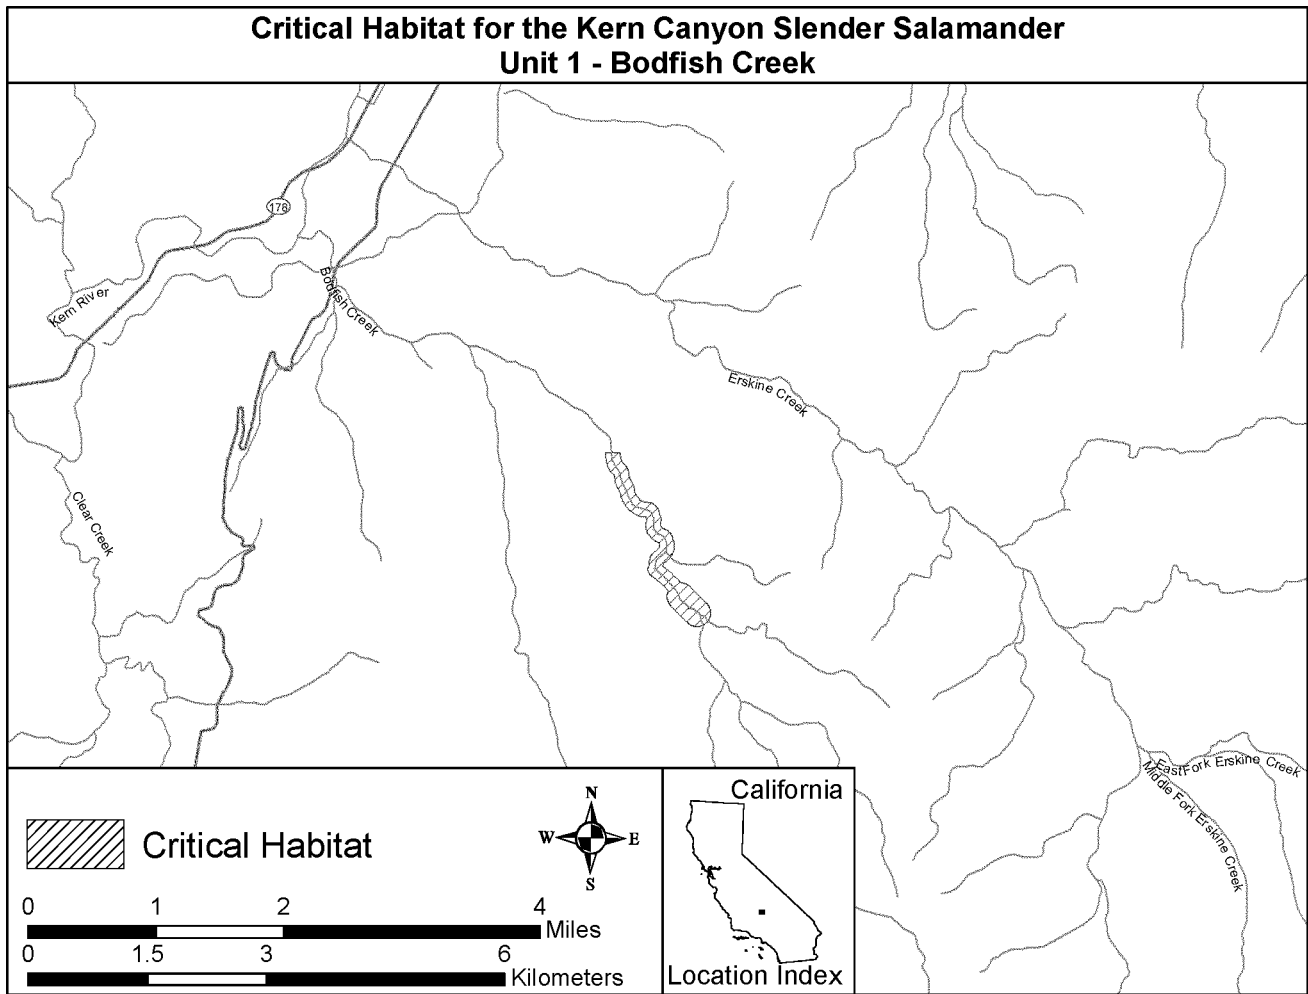 Critical Habitat for the Kern Canyon Slender Salamander
Unit 1 - Bodfish Creek
178
Kern River
Bodfish Creek
Erskine Creek
Clear Creek
East Fork Erskine Creek
Middle Fork Erskine Creek
Critical Habitat
N
W E
S
0 1 2 4
Miles
0 1.5 3 6
Kilometers
California
Location Index